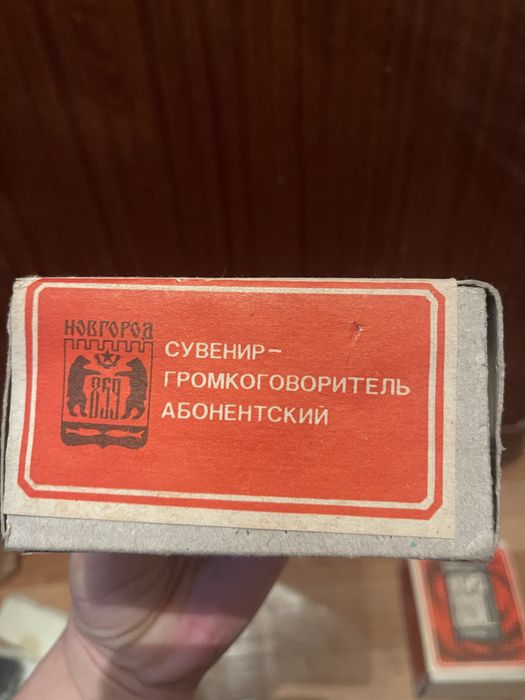 НОВГОРОД
859
СУВЕНИР-
ГРОМКОГОВОРИТЕЛЬ
АБОНЕНТСКИЙ